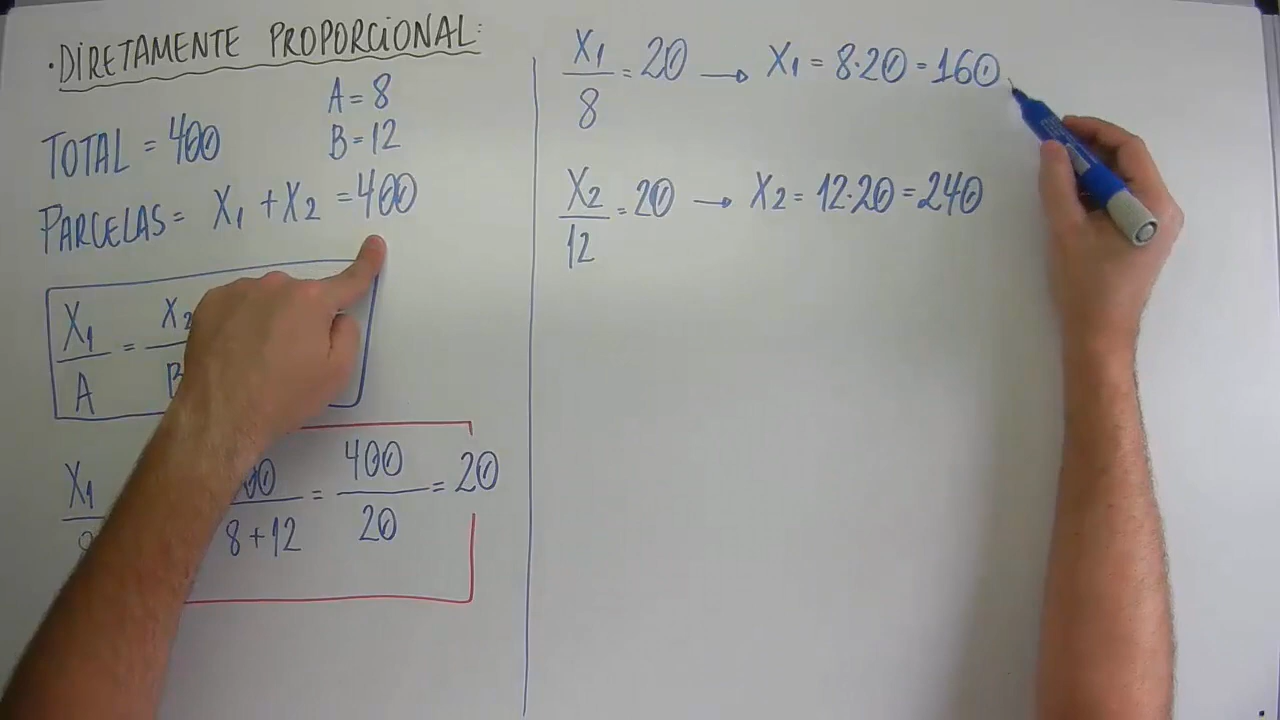 • DIRETAMENTE PROPORCIONAL:
A = 8
TOTAL = 400
B = 12
PARCELAS = X₁ + X₂ = 400
X₁/A = X₂/B
X₁ 400/20 = 20
8+12
X₁/8 = 20 → X₁ = 8·20 = 160
X₂/12 = 20 → X₂ = 12·20 = 240